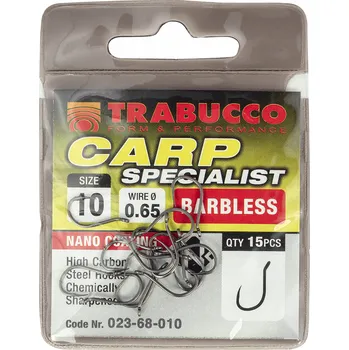 TRABUCCO
FORM & PERFORMANCE
CARP
SPECIALIST
SIZE
10
WIRE Ø
0.65
BARBLESS
NANO COATING
QTY 15PCS
High Carbon
Steel Hooks
Chemically
Sharpened
Code Nr. 023-68-010